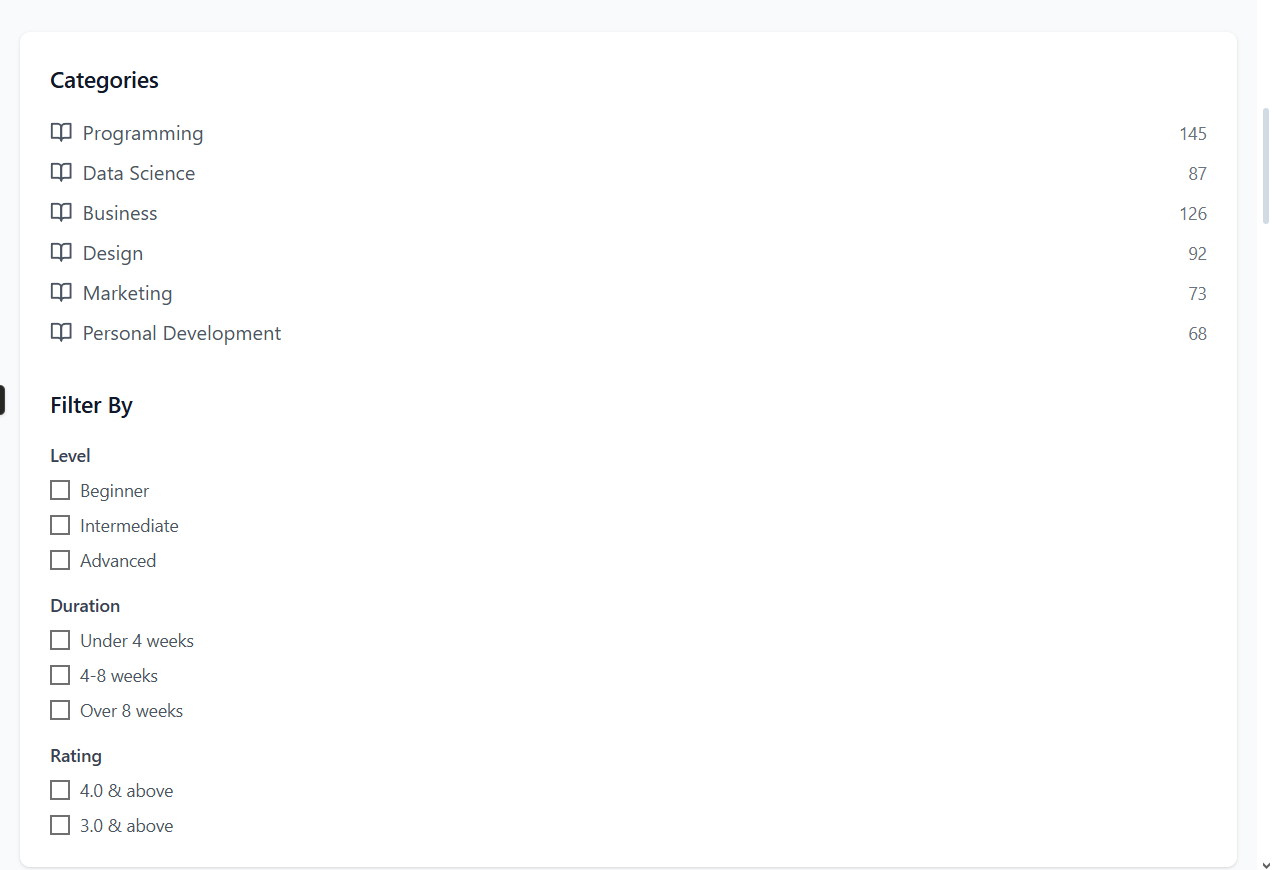 Categories
Programming 145
Data Science 87
Business 126
Design 92
Marketing 73
Personal Development 68
Filter By
Level
Beginner
Intermediate
Advanced
Duration
Under 4 weeks
4-8 weeks
Over 8 weeks
Rating
4.0 & above
3.0 & above